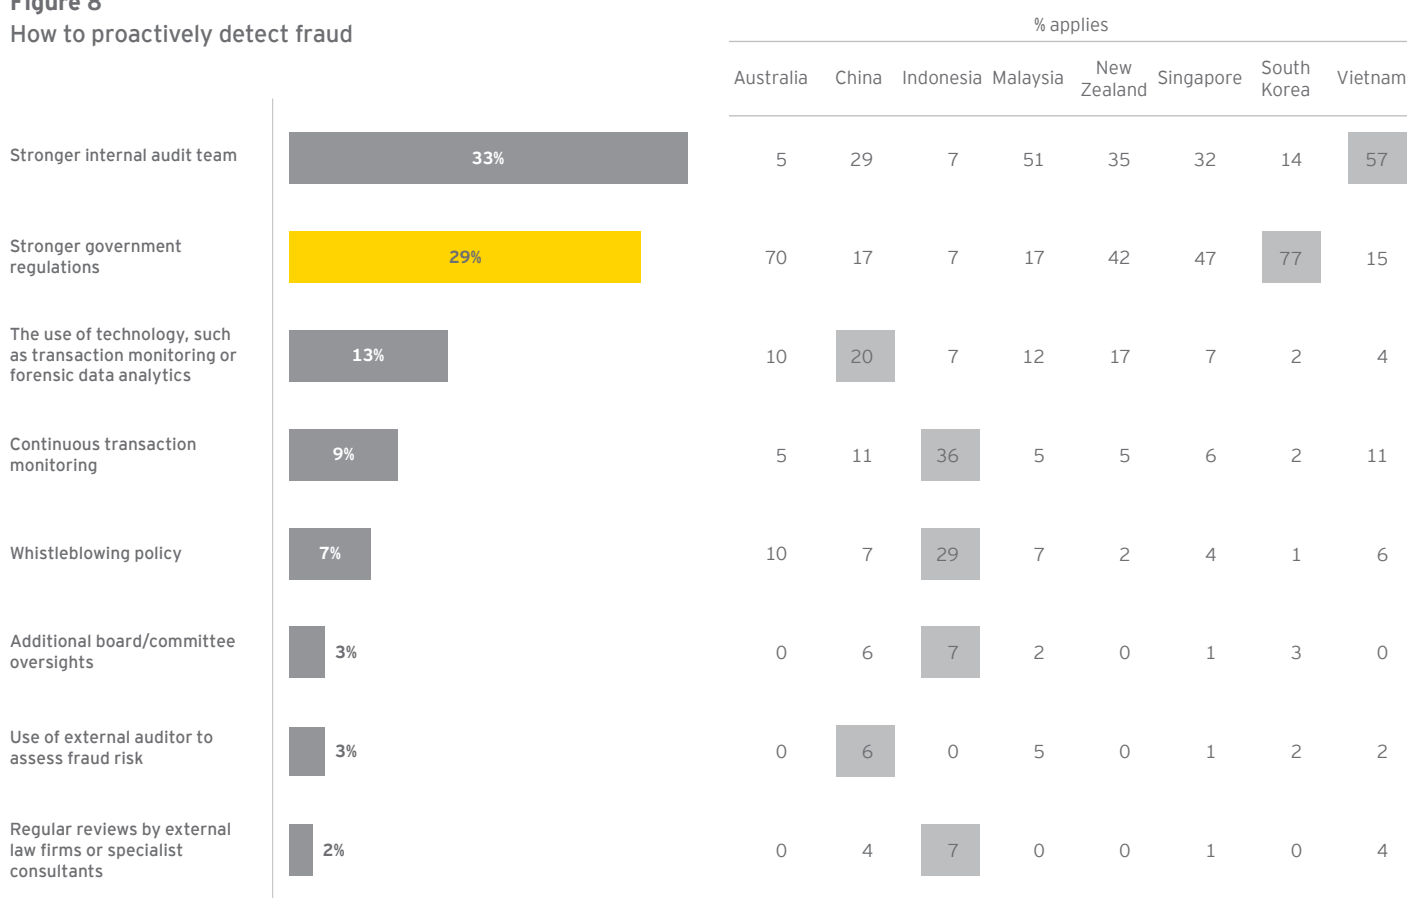 Figure 8
How to proactively detect fraud
% applies
Australia China Indonesia Malaysia New Zealand Singapore South Korea Vietnam
Stronger internal audit team 33% 5 29 7 51 35 32 14 57
Stronger government
regulations
29% 70 17 7 17 42 47 77 15
The use of technology, such
as transaction monitoring or
forensic data analytics
13% 10 20 7 12 17 7 2 4
Continuous transaction
monitoring
9% 5 11 36 5 5 6 2 11
Whistleblowing policy 7% 10 7 29 7 2 4 1 6
Additional board/committee
oversights
3% 0 6 7 2 0 1 3 0
Use of external auditor to
assess fraud risk
3% 0 6 0 5 0 1 2 2
Regular reviews by external
law firms or specialist
consultants
2% 0 4 7 0 0 1 0 4